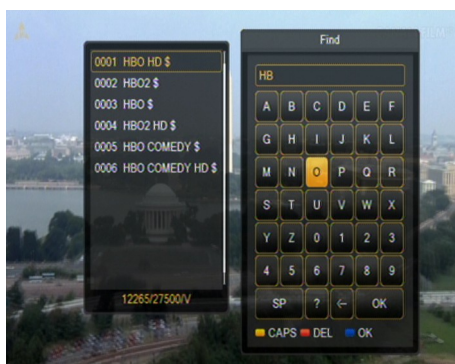 0001 HBO HD $
0002 HBO2 $
0003 HBO $
0004 HBO2 HD $
0005 HBO COMEDY $
0006 HBO COMEDY HD $
12265/27500/V
Find
HB
A B C D E F
G H I J K L
M N O P Q R
S T U V W X
Y Z 0 1 2 3
4 5 6 7 8 9
SP ? ← OK
CAPS DEL OK